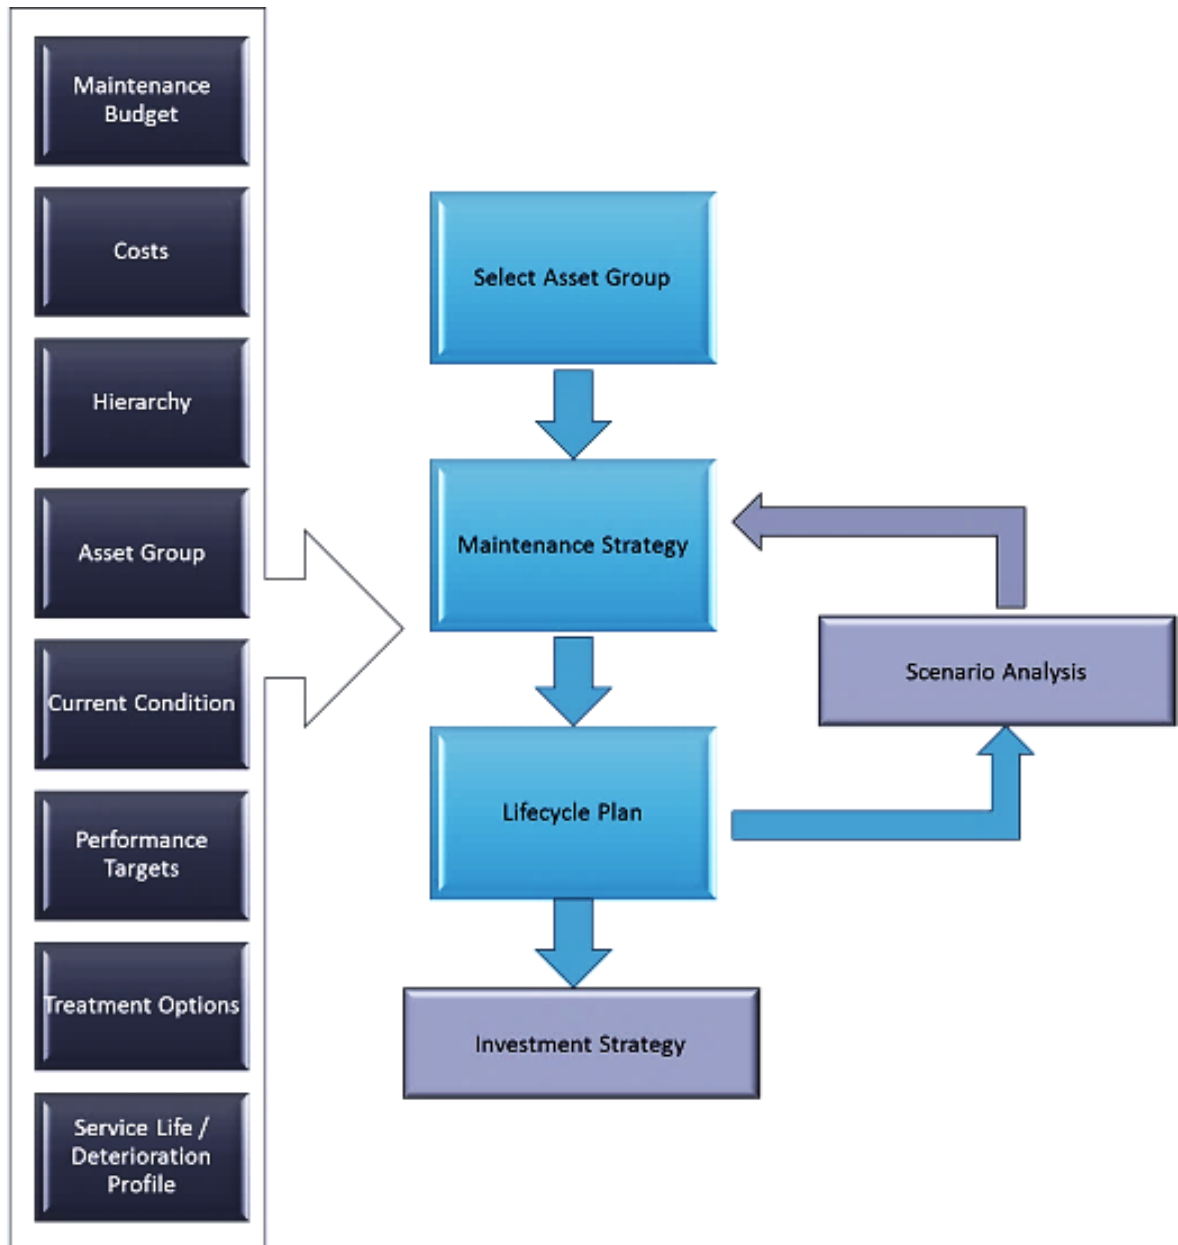 Maintenance
Budget
Costs
Hierarchy
Asset Group
Current Condition
Performance
Targets
Treatment Options
Service Life /
Deterioration
Profile
Select Asset Group
Maintenance Strategy
Lifecycle Plan
Investment Strategy
Scenario Analysis